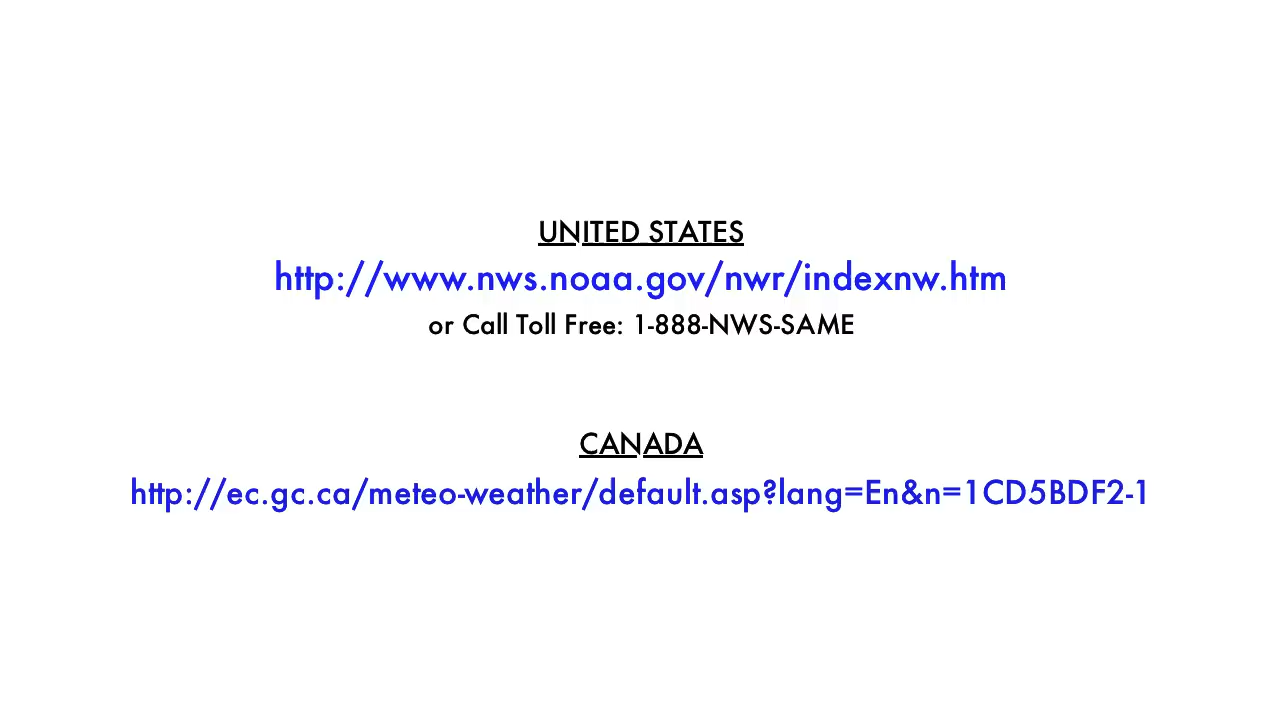 UNITED STATES
http://www.nws.noaa.gov/nwr/indexnw.htm
or Call Toll Free: 1-888-NWS-SAME
CANADA
http://ec.gc.ca/meteo-weather/default.asp?lang=En&n=1CD5BDF2-1